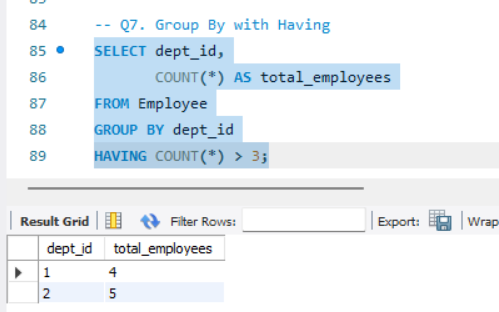 84 -- Q7. Group By with Having
85 SELECT dept_id,
86 COUNT(*) AS total_employees
87 FROM Employee
88 GROUP BY dept_id
89 HAVING COUNT(*) > 3;
Result Grid Filter Rows: Export: Wrap
dept_id total_employees
1 4
2 5